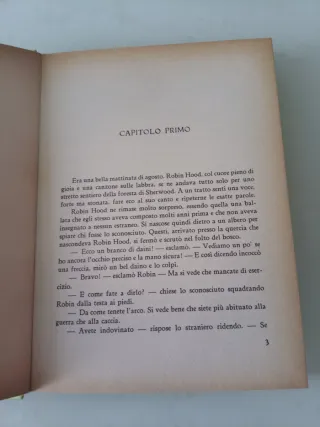 CAPITOLO PRIMO
Era una bella mattinata di agosto. Robin Hood, col cuore pieno di
gioia e una canzone sulle labbra, se ne andava tutto solo per uno
stretto sentiero della foresta di Sherwood. A un tratto sentì una voce,
forte ma stonata, fare eco al suo canto e ripeterne le esatte parole.
Robin Hood ne rimase molto sorpreso, essendo quella una bal-
lata che egli stesso aveva composto molti anni prima e che non aveva
insegnato a nessun estraneo. Si nascose quindi dietro a un albero per
spiare chi fosse lo sconosciuto. Questi, arrivato presso la quercia che
nascondeva Robin Hood, si fermò e scrutò nel folto del bosco.
— Ecco un branco di daini! — esclamò. — Vediamo un po' se
ho ancora l'occhio preciso e la mano sicura! — E così dicendo incoccò
una freccia, mirò un bel daino e lo colpì.
— Bravo! — esclamò Robin — Ma si vede che mancate di eser-
cizio.
— E come fate a dirlo? — chiese lo sconosciuto squadrando
Robin dalla testa ai piedi.
— Da come tenete l'arco. Si vede bene che siete più abituato alla
guerra che alla caccia.
— Avete indovinato — rispose lo straniero ridendo. — Se
3